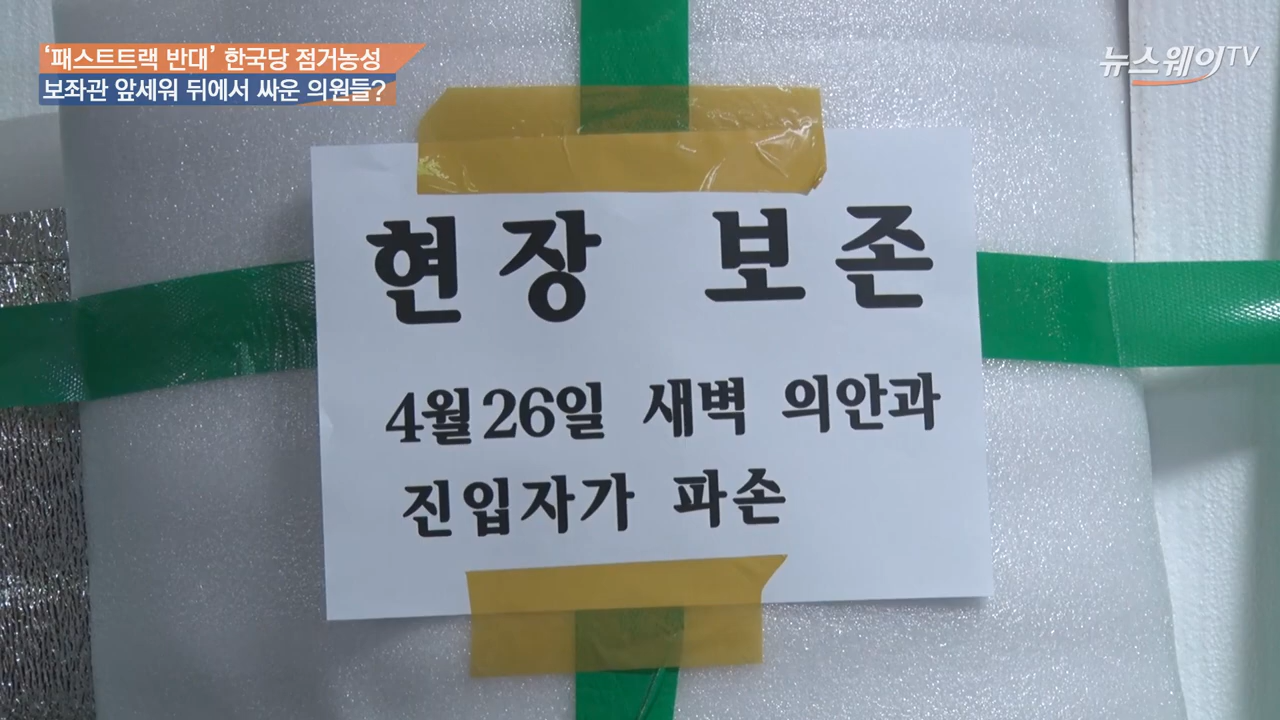 ‘패스트트랙 반대’ 한국당 점거농성
보좌관 앞세워 뒤에서 싸운 의원들?
뉴스웨이TV
현장 보존
4월26일 새벽 의안과
진입자가 파손